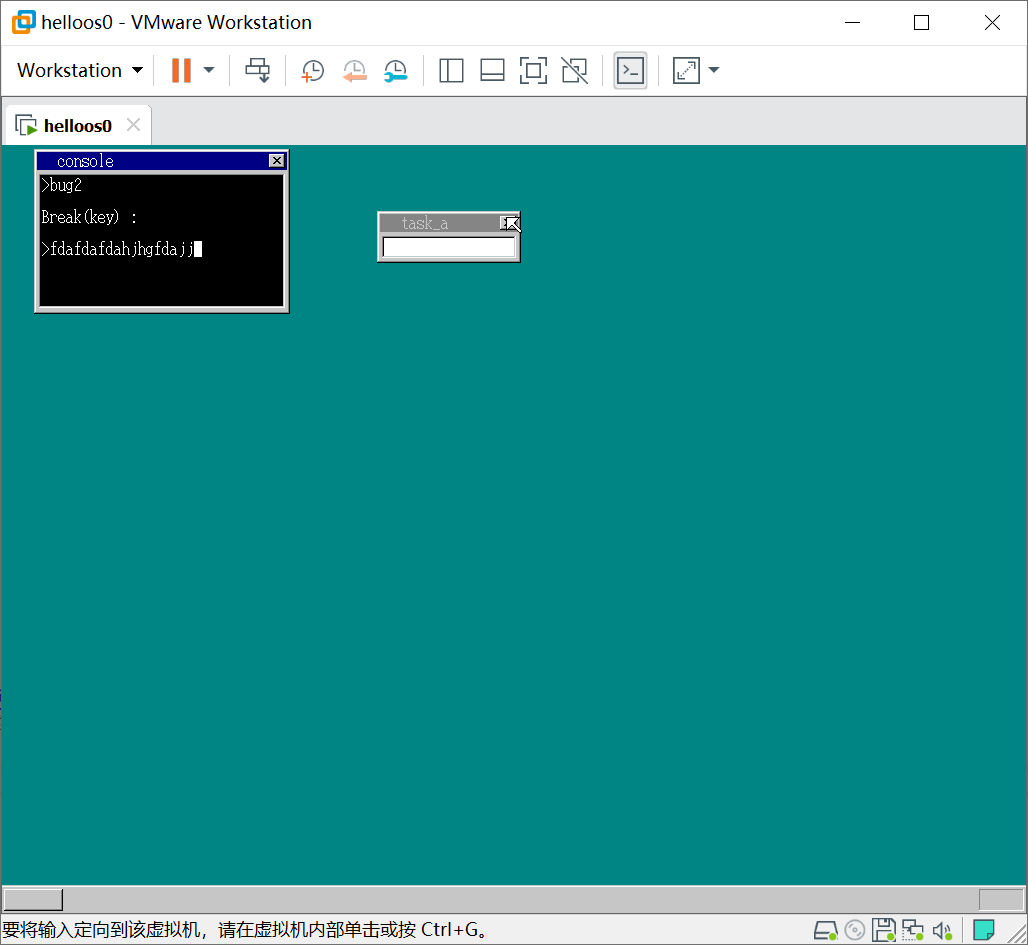 helloos0 - VMware Workstation
Workstation
helloos0
console
>bug2
Break(key) :
>fdafdafdahjhgfdajj
task_a
要将输入定向到该虚拟机，请在虚拟机内部单击或按 Ctrl+G。